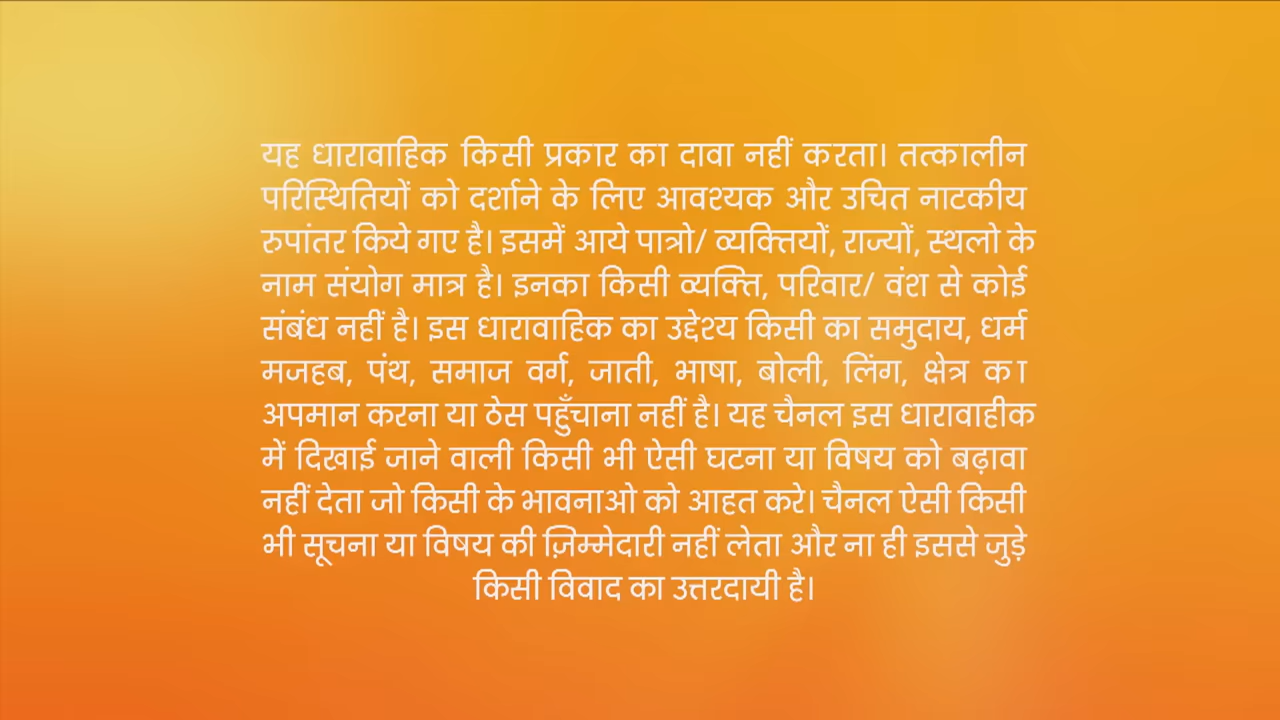 यह धारावाहिक किसी प्रकार का दावा नहीं करता। तत्कालीन
परिस्थितियों को दर्शाने के लिए आवश्यक और उचित नाटकीय
रुपांतर किये गए है। इसमें आये पात्रो/ व्यक्तियों, राज्यों, स्थलो के
नाम संयोग मात्र है। इनका किसी व्यक्ति, परिवार/ वंश से कोई
संबंध नहीं है। इस धारावाहिक का उद्देश्य किसी का समुदाय, धर्म
मजहब, पंथ, समाज वर्ग, जाती, भाषा, बोली, लिंग, क्षेत्र का
अपमान करना या ठेस पहुँचाना नहीं है। यह चैनल इस धारावाहीक
में दिखाई जाने वाली किसी भी ऐसी घटना या विषय को बढ़ावा
नहीं देता जो किसी के भावनाओ को आहत करे। चैनल ऐसी किसी
भी सूचना या विषय की ज़िम्मेदारी नहीं लेता और ना ही इससे जुड़े
किसी विवाद का उत्तरदायी है।